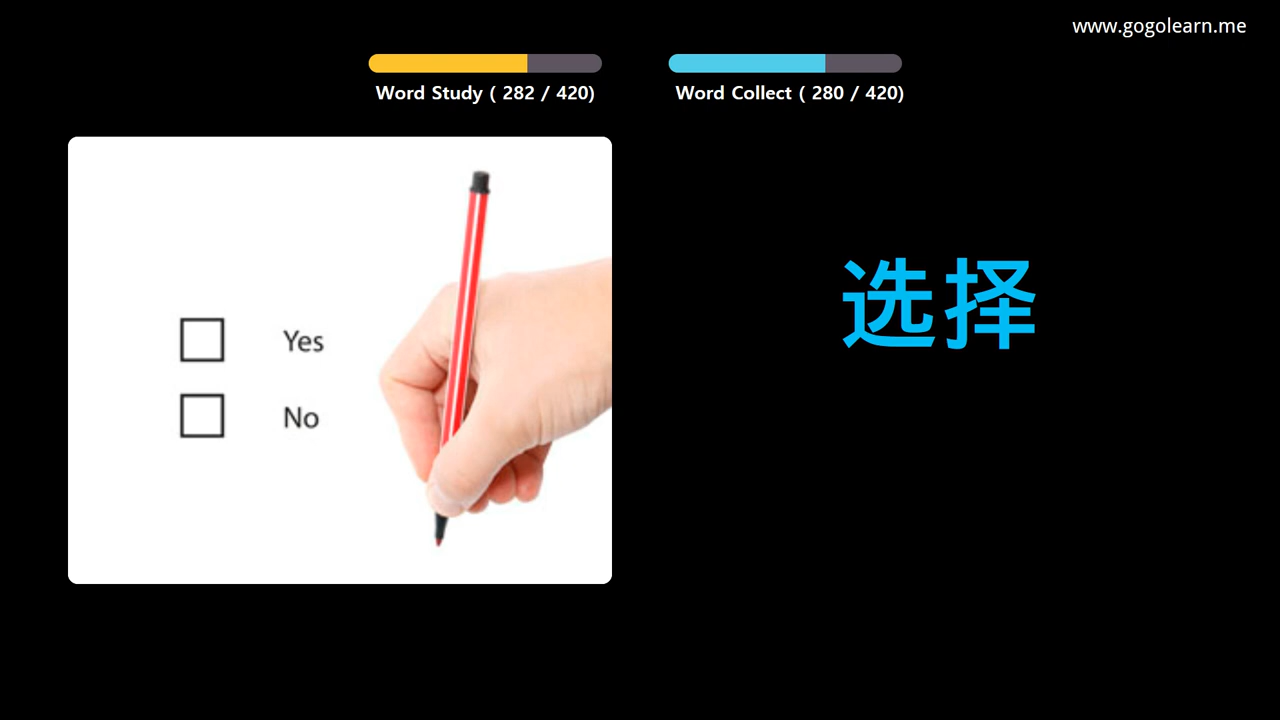 www.gogolearn.me
Word Study ( 282 / 420)
Word Collect ( 280 / 420)
选择
Yes
No